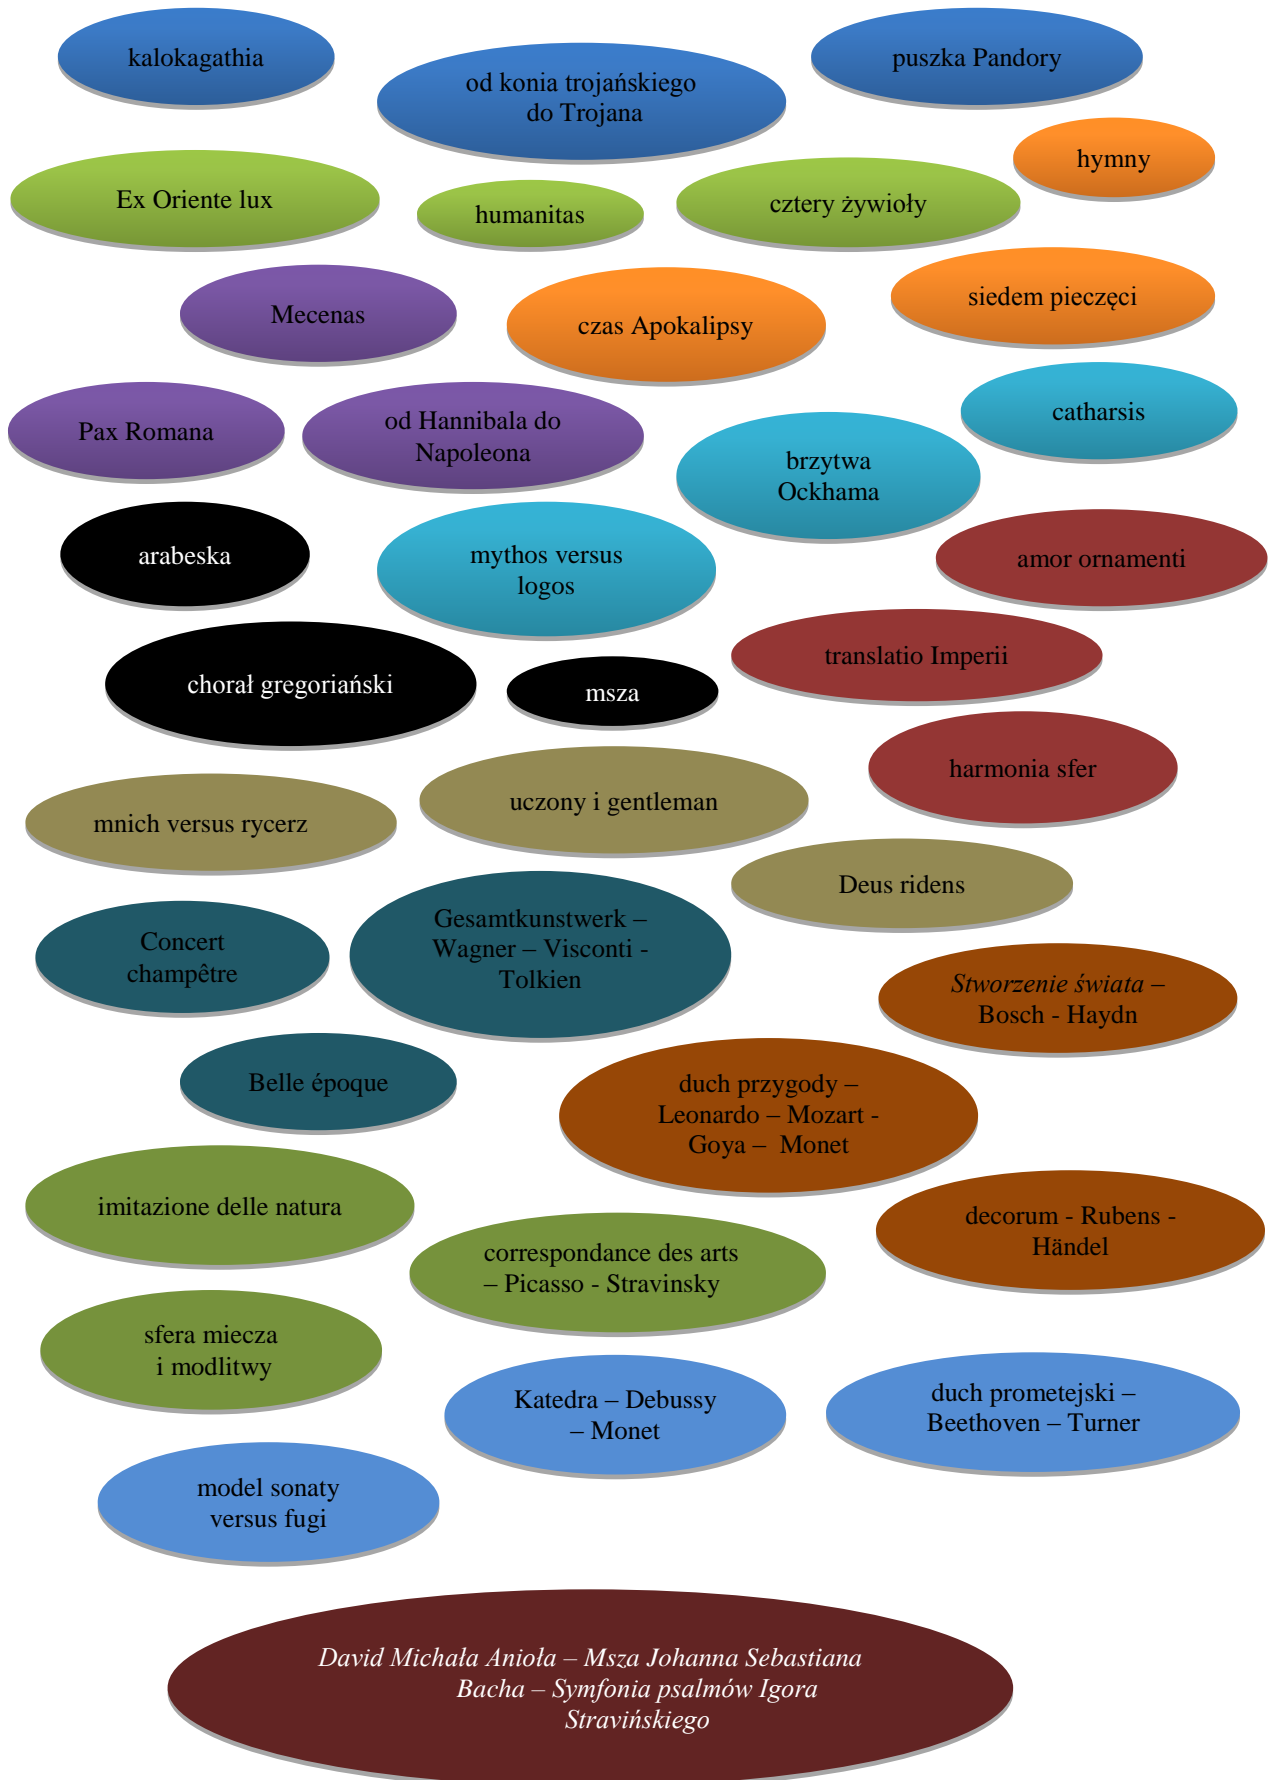 kalokagathia
od konia trojańskiego
do Trojana
puszka Pandory
hymny
Ex Oriente lux
humanitas
cztery żywioły
Mecenas
czas Apokalipsy
siedem pieczęci
Pax Romana
od Hannibala do
Napoleona
catharsis
brzytwa
Ockhama
arabeska
mythos versus
logos
amor ornamenti
chorał gregoriański
msza
translatio Imperii
harmonia sfer
mnich versus rycerz
uczony i gentleman
Deus ridens
Concert
champêtre
Gesamtkunstwerk –
Wagner – Visconti -
Tolkien
Stworzenie świata –
Bosch - Haydn
Belle époque
duch przygody –
Leonardo – Mozart -
Goya – Monet
imitazione delle natura
correspondance des arts
– Picasso - Stravinsky
decorum - Rubens -
Händel
sfera miecza
i modlitwy
Katedra – Debussy
– Monet
duch prometejski –
Beethoven – Turner
model sonaty
versus fugi
David Michała Anioła – Msza Johanna Sebastiana
Bacha – Symfonia psalmów Igora
Stravińskiego